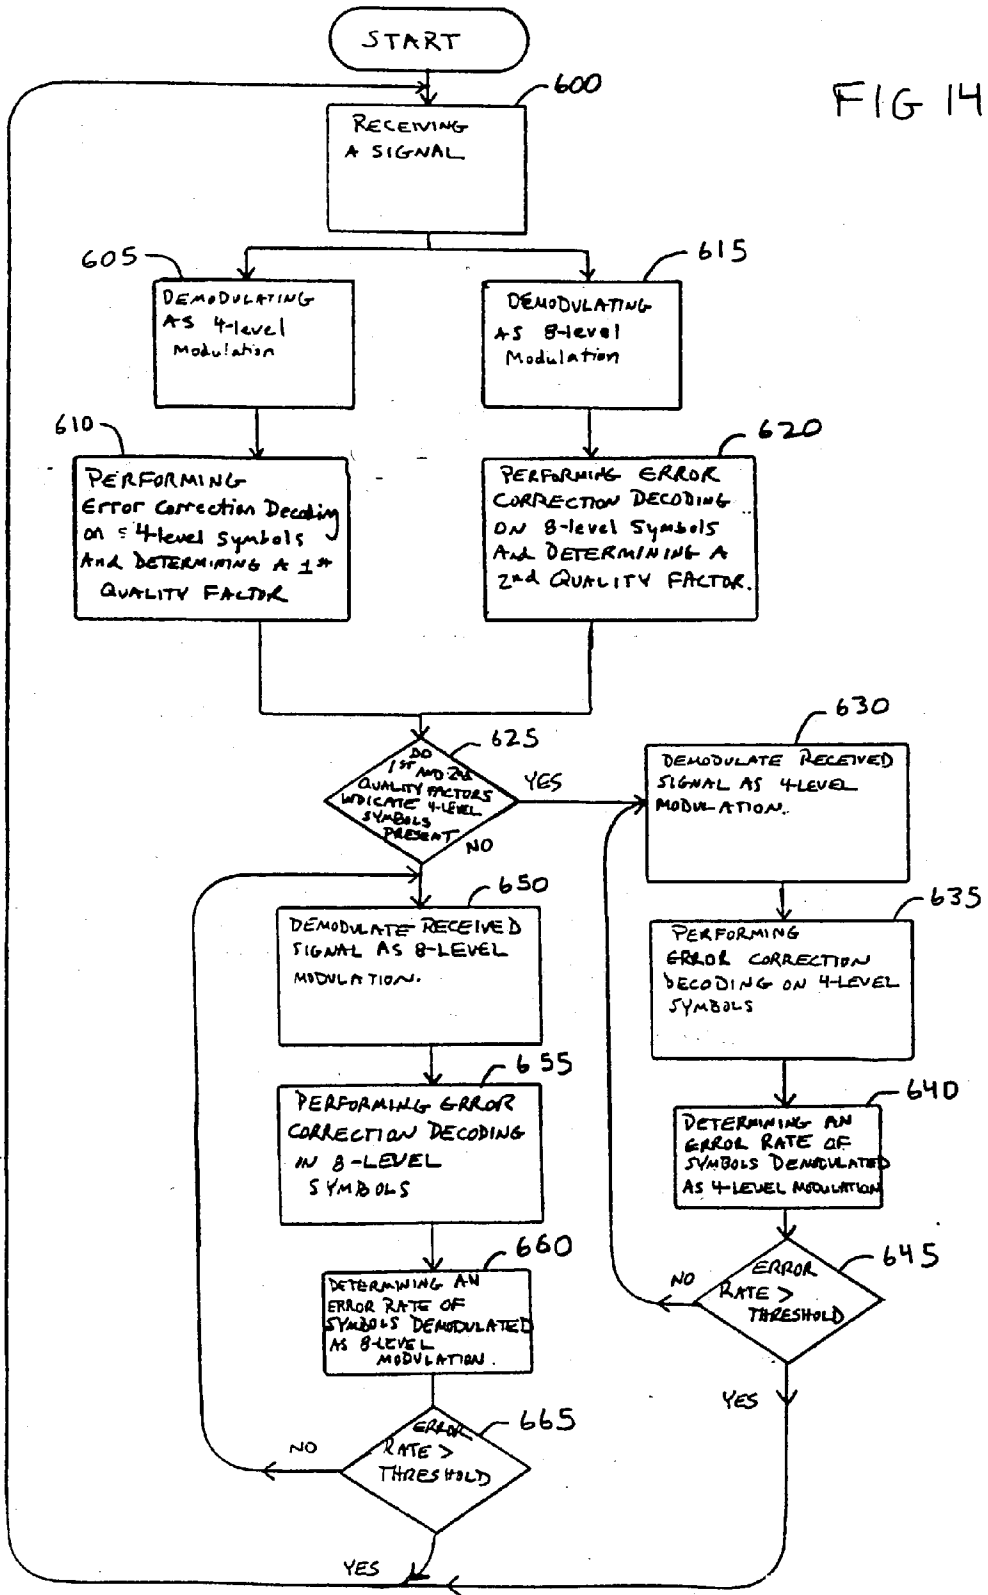 START
FIG 14
600
RECEIVING
A SIGNAL
605
DEMODULATING
AS 4-level
Modulation
615
DEMODULATING
AS 8-level
Modulation
610
PERFORMING
Error Correction Decoding
on 4-level Symbols
And DETERMINING A 1st
QUALITY FACTOR
620
PERFORMING ERROR
CORRECTION DECODING
ON 8-level Symbols
And DETERMINING A
2nd QUALITY FACTOR.
625
DO
1ST AND 2nd
QUALITY FACTORS
INDICATE 4-LEVEL
SYMBOLS
PRESENT
YES
NO
630
DEMODULATE RECEIVED
SIGNAL AS 4-LEVEL
MODULATION.
635
PERFORMING
ERROR CORRECTION
DECODING ON 4-LEVEL
SYMBOLS
640
DETERMINING AN
ERROR RATE OF
SYMBOLS DEMODULATED
AS 4-LEVEL MODULATION
645
ERROR
RATE >
THRESHOLD
NO
YES
650
DEMODULATE RECEIVED
SIGNAL AS 8-LEVEL
MODULATION.
655
PERFORMING ERROR
CORRECTION DECODING
IN 8-LEVEL
SYMBOLS
660
DETERMINING AN
ERROR RATE OF
SYMBOLS DEMODULATED
AS 8-LEVEL
MODULATION.
665
ERROR
RATE >
THRESHOLD
NO
YES